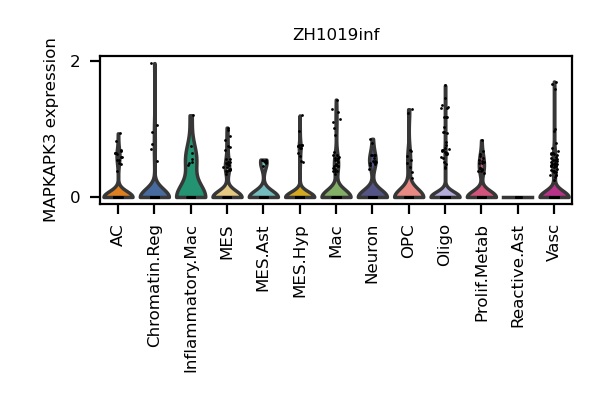 ZH1019inf
MAPKAPK3 expression
2
0
AC
Chromatin.Reg
Inflammatory.Mac
MES
MES.Ast
MES.Hyp
Mac
Neuron
OPC
Oligo
Prolif.Metab
Reactive.Ast
Vasc